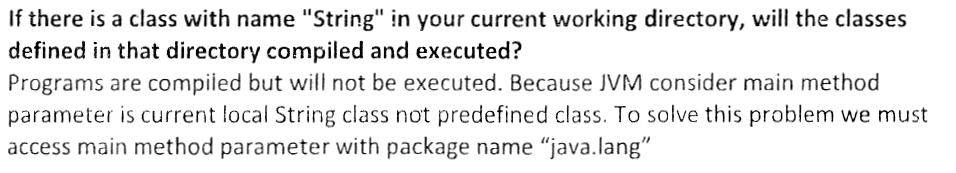 If there is a class with name "String" in your current working directory, will the classes
defined in that directory compiled and executed?
Programs are compiled but will not be executed. Because JVM consider main method
parameter is current local String class not predefined class. To solve this problem we must
access main method parameter with package name “java.lang”